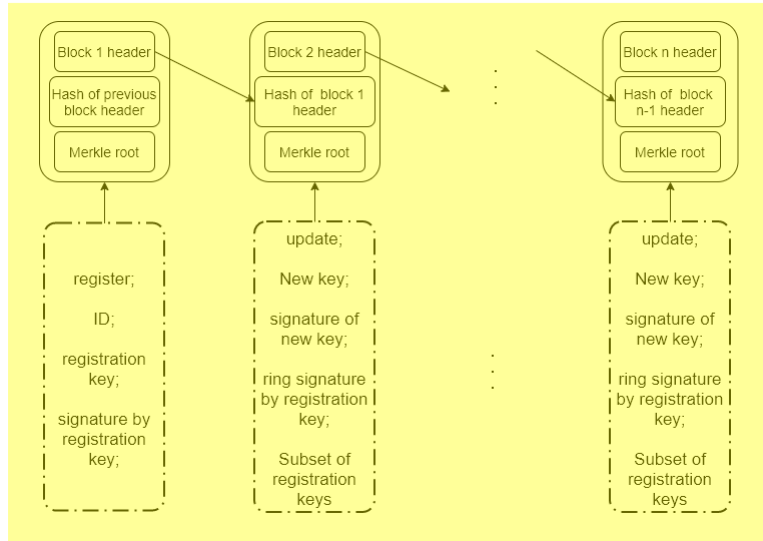 Block 1 header
Hash of previous
block header
Merkle root
Block 2 header
Hash of block 1
header
Merkle root
Block n header
Hash of block
n-1 header
Merkle root
register;
ID;
registration
key;
signature by
registration
key;
update;
New key;
signature of
new key;
ring signature
by registration
key;
Subset of
registration
keys
update;
New key;
signature of
new key;
ring signature
by registration
key;
Subset of
registration
keys